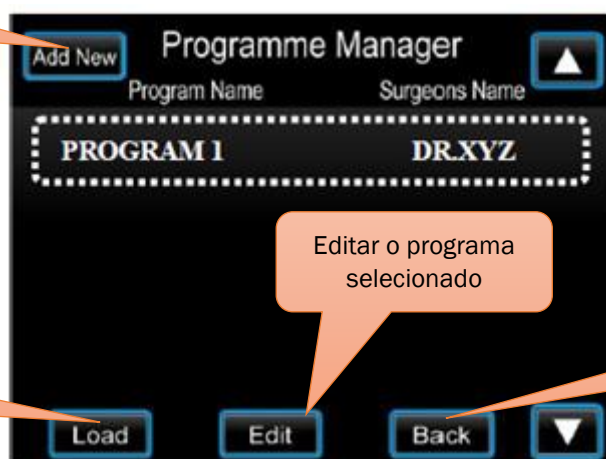 Add New
Programme Manager
Program Name Surgeons Name
PROGRAM 1 DR.XYZ
Editar o programa
selecionado
Load Edit Back